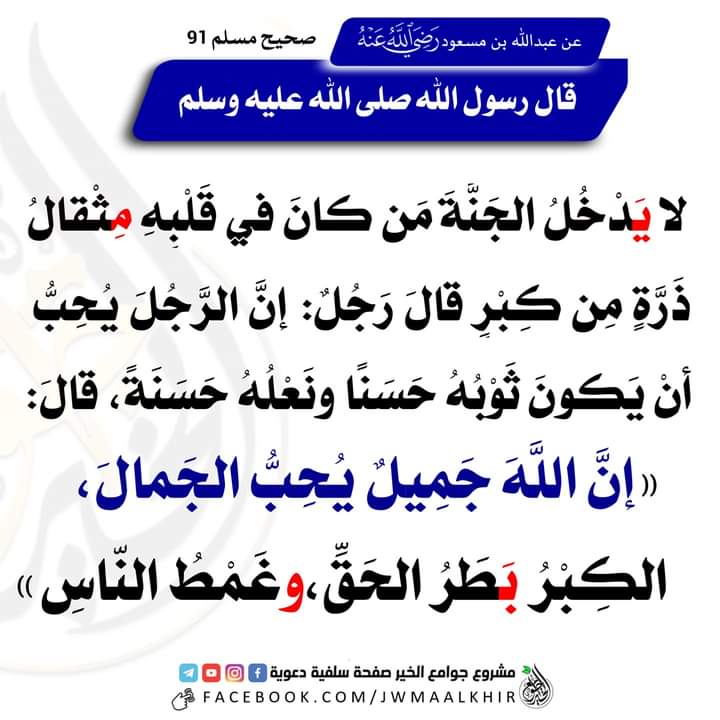 عن عبدالله بن مسعود رَضِيَ اللَّهُ عَنْهُ صحيح مسلم 91
قال رسول الله صلى الله عليه وسلم
لا يَدْخُلُ الجَنَّةَ مَن كانَ في قَلْبِهِ مِثْقالُ
ذَرَّةٍ مِن كِبْرٍ قالَ رَجُلٌ: إنَّ الرَّجُلَ يُحِبُّ
أنْ يَكونَ ثَوْبُهُ حَسَنًا ونَعْلُهُ حَسَنَةً، قالَ:
((إنَّ اللَّهَ جَمِيلٌ يُحِبُّ الجَمالَ،
الكِبْرُ بَطَرُ الحَقِّ،وغَمْطُ النّاسِ ))
مشروع جوامع الخير صفحة سلفية دعوية
FACEBOOK.COM/JWMAALKHIR